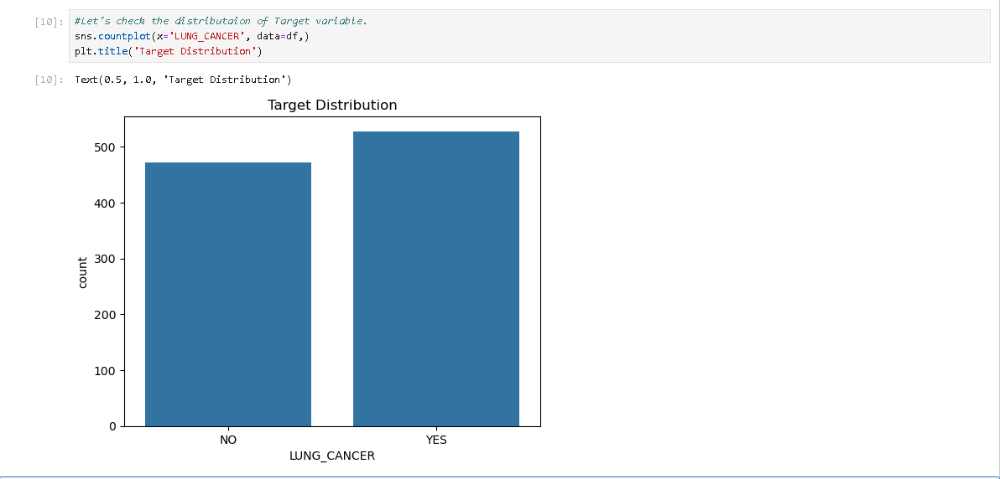 [10]: #Let's check the distributaion of Target variable.
sns.countplot(x='LUNG_CANCER', data=df,)
plt.title('Target Distribution')
[10]: Text(0.5, 1.0, 'Target Distribution')
Target Distribution
500
400
300
200
100
0
count
NO YES
LUNG_CANCER